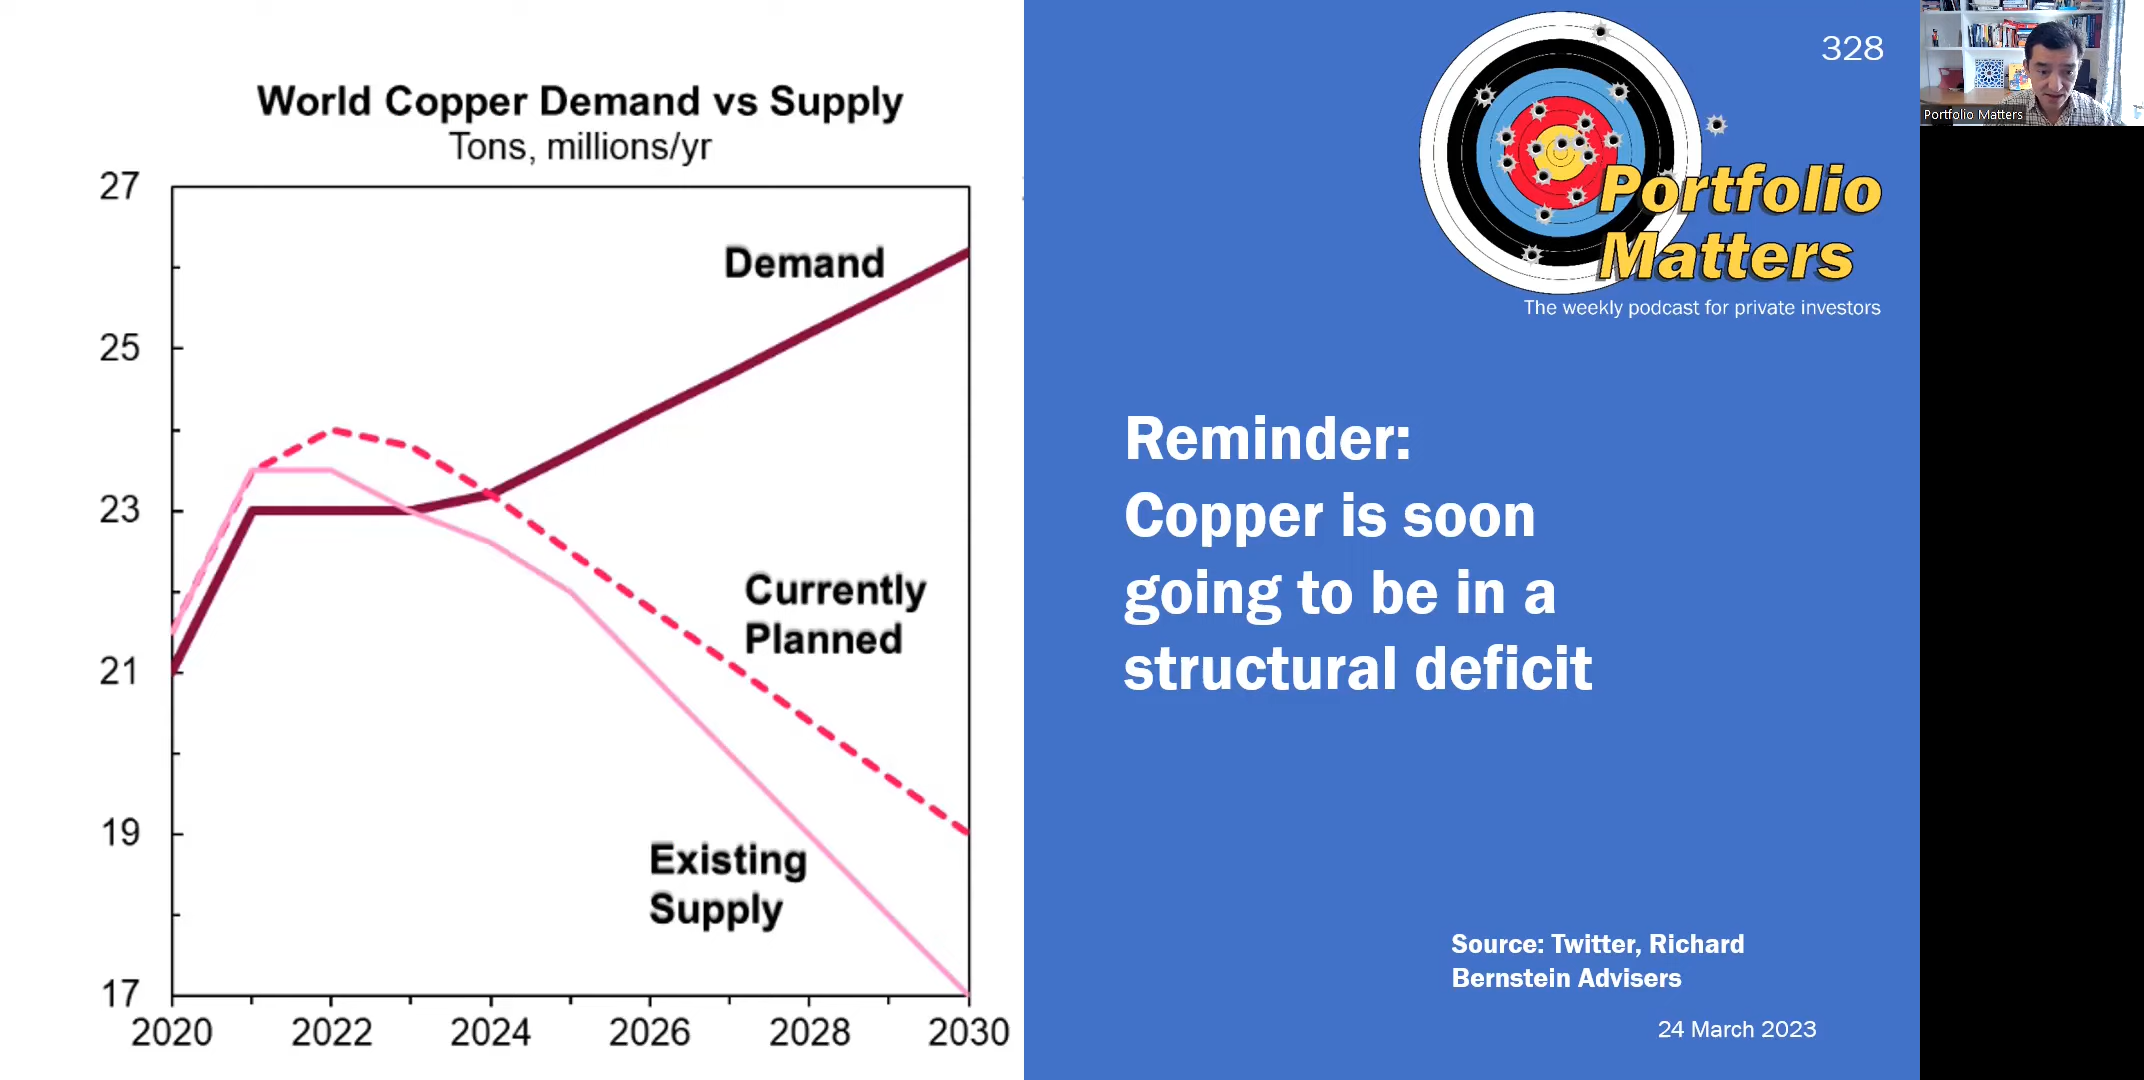 World Copper Demand vs Supply
Tons, millions/yr
27
25
23
21
19
17
Demand
Currently
Planned
Existing
Supply
2020 2022 2024 2026 2028 2030
328
Portfolio
Matters
The weekly podcast for private investors
Reminder:
Copper is soon
going to be in a
structural deficit
Source: Twitter, Richard
Bernstein Advisers
24 March 2023
Portfolio Matters